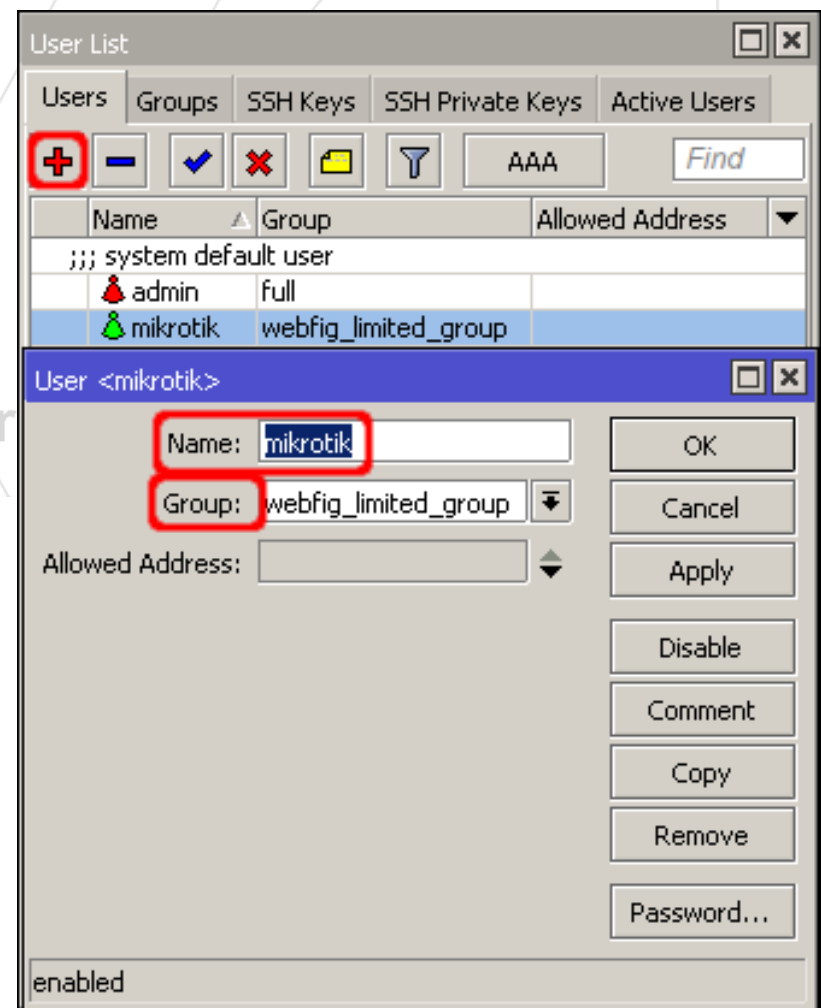 User List
Users Groups SSH Keys SSH Private Keys Active Users
AAA Find
Name Group Allowed Address
;;; system default user
admin full
mikrotik webfig_limited_group
User <mikrotik>
Name: mikrotik OK
Group: webfig_limited_group Cancel
Allowed Address: Apply
Disable
Comment
Copy
Remove
Password...
enabled